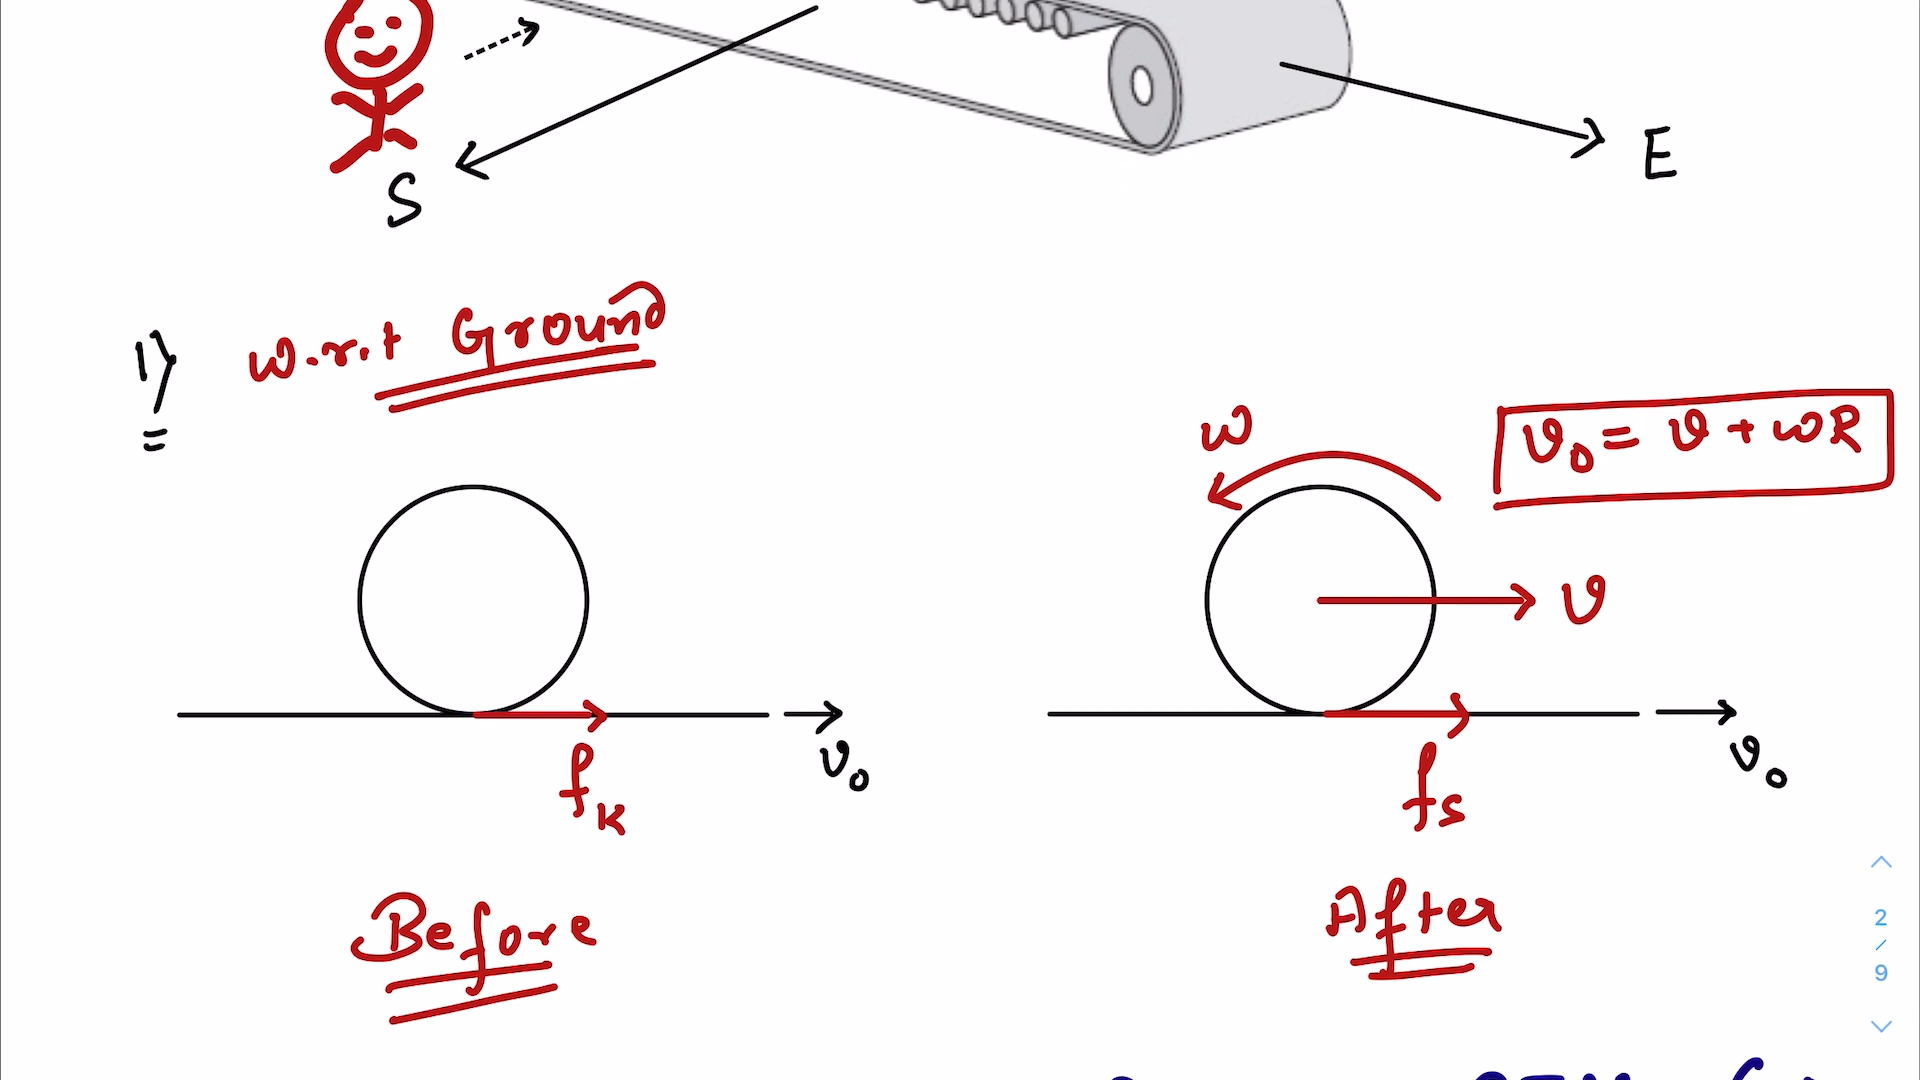 E
S
1) w.r.t Ground
=
ω
v₀ = v + ωR
v
v₀
v₀
fₖ
fₛ
Before
After
2
/
9